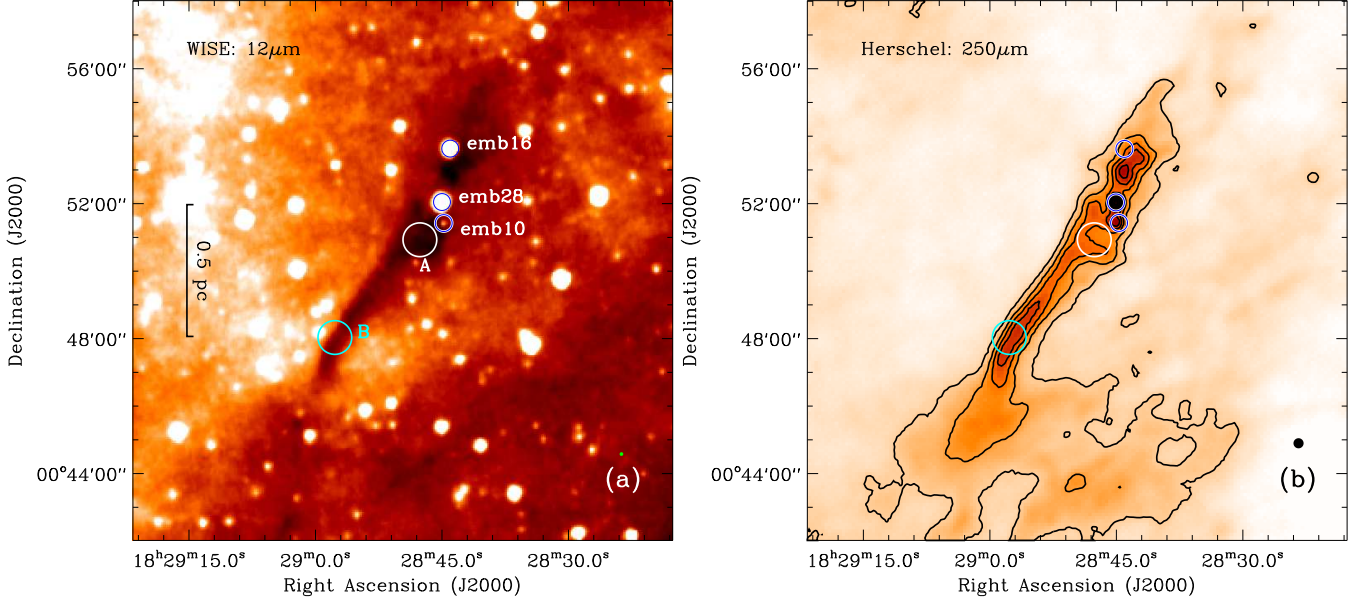 WISE: 12μm
56'00''
52'00''
48'00''
00°44'00''
Declination (J2000)
0.5 pc
emb16
emb28
emb10
A
B
(a)
18ʰ29ᵐ15.0ˢ 29ᵐ0.0ˢ 28ᵐ45.0ˢ 28ᵐ30.0ˢ
Right Ascension (J2000)
Herschel: 250μm
56'00''
52'00''
48'00''
00°44'00''
Declination (J2000)
(b)
18ʰ29ᵐ15.0ˢ 29ᵐ0.0ˢ 28ᵐ45.0ˢ 28ᵐ30.0ˢ
Right Ascension (J2000)